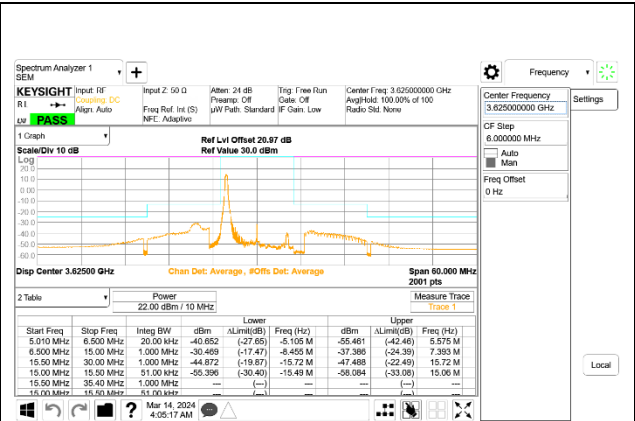 Spectrum Analyzer 1
SEM
Frequency
KEYSIGHT
Input: RF
Coupling: DC
Align: Auto
Input Z: 50 Ω
Freq Ref: Int (S)
NFE: Adaptive
Atten: 24 dB
Preamp: Off
µW Path: Standard
Trig: Free Run
Gate: Off
IF Gain: Low
Center Freq: 3.625000000 GHz
Avg|Hold: 100.00% of 100
Radio Std: None
PASS
Center Frequency
3.625000000 GHz
Settings
CF Step
6.000000 MHz
Auto
Man
Freq Offset
0 Hz
1 Graph
Scale/Div 10 dB
Ref Lvl Offset 20.97 dB
Ref Value 30.0 dBm
Log
20.0
10.0
0.00
-10.0
-20.0
-30.0
-40.0
-50.0
-60.0
Disp Center 3.62500 GHz
Chan Det: Average, #Offs Det: Average
Span 60.000 MHz
2001 pts
2 Table
Power
22.00 dBm / 10 MHz
Measure Trace
Trace 1
Lower Upper
Start Freq Stop Freq Integ BW dBm ΔLimit(dB) Freq (Hz) dBm ΔLimit(dB) Freq (Hz)
5.010 MHz 6.500 MHz 20.00 kHz -40.652 (-27.65) -5.105 M -55.461 (-42.46) 5.575 M
6.500 MHz 15.00 MHz 1.000 MHz -30.469 (-17.47) -8.455 M -37.386 (-24.39) 7.393 M
15.50 MHz 30.00 MHz 1.000 MHz -44.872 (-19.87) -15.72 M -47.488 (-22.49) 15.72 M
15.00 MHz 15.50 MHz 51.00 kHz -55.396 (-30.40) -15.49 M -58.084 (-33.08) 15.06 M
15.50 MHz 35.40 MHz 1.000 MHz --- (---) --- (---)
15.00 MHz 15.50 MHz 51.00 kHz --- (---) --- (---)
Local
Mar 14, 2024
4:05:17 AM